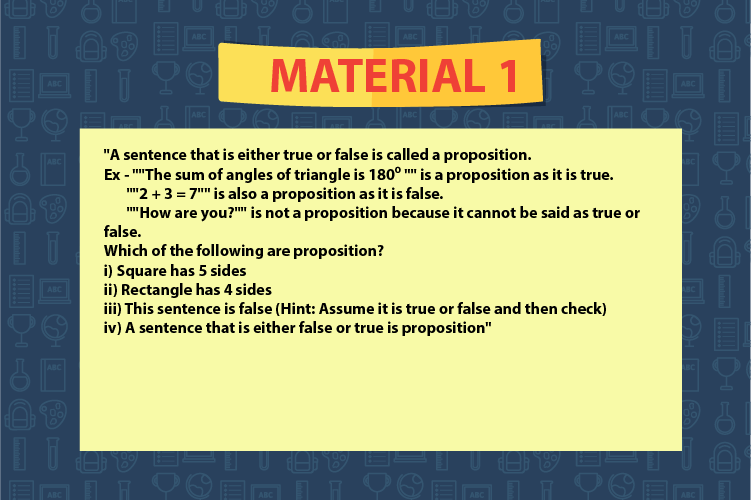 MATERIAL 1
"A sentence that is either true or false is called a proposition.
Ex - ""The sum of angles of triangle is 180⁰ "" is a proposition as it is true.
""2 + 3 = 7"" is also a proposition as it is false.
""How are you?"" is not a proposition because it cannot be said as true or
false.
Which of the following are proposition?
i) Square has 5 sides
ii) Rectangle has 4 sides
iii) This sentence is false (Hint: Assume it is true or false and then check)
iv) A sentence that is either false or true is proposition"